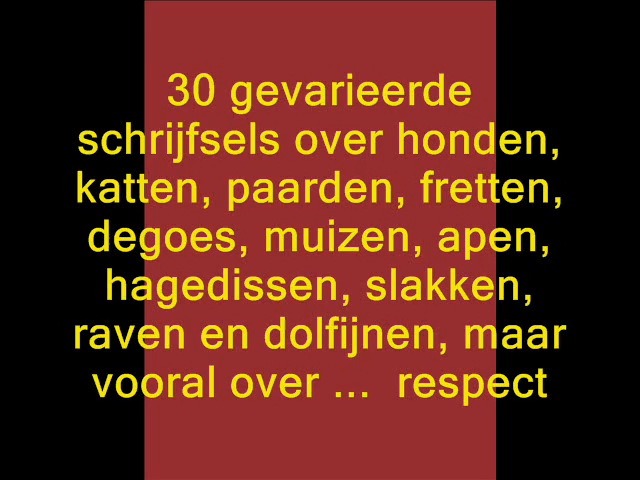 30 gevarieerde
schrijfsels over honden,
katten, paarden, fretten,
degoes, muizen, apen,
hagedissen, slakken,
raven en dolfijnen, maar
vooral over ...  respect